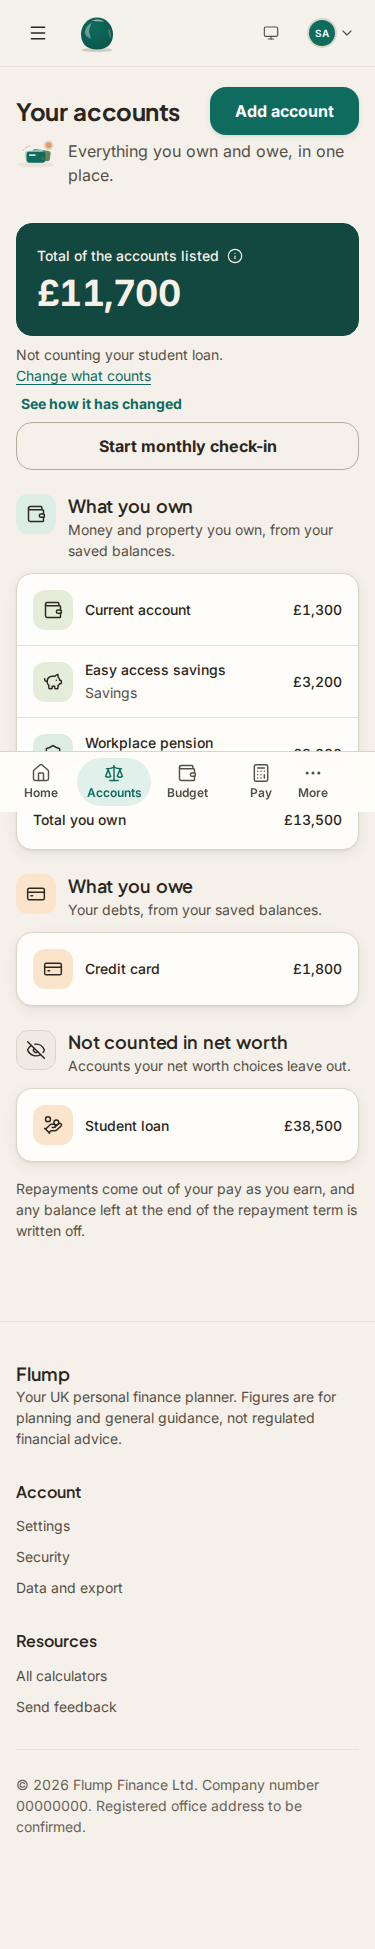 SA
Your accounts
Add account
Everything you own and owe, in one
place.
Total of the accounts listed
£11,700
Not counting your student loan.
Change what counts
See how it has changed
Start monthly check-in
What you own
Money and property you own, from your
saved balances.
Current account £1,300
Easy access savings
Savings
£3,200
Workplace pension
Home Accounts Budget Pay More
Total you own £13,500
What you owe
Your debts, from your saved balances.
Credit card £1,800
Not counted in net worth
Accounts your net worth choices leave out.
Student loan £38,500
Repayments come out of your pay as you earn, and
any balance left at the end of the repayment term is
written off.
Flump
Your UK personal finance planner. Figures are for
planning and general guidance, not regulated
financial advice.
Account
Settings
Security
Data and export
Resources
All calculators
Send feedback
© 2026 Flump Finance Ltd. Company number
00000000. Registered office address to be
confirmed.